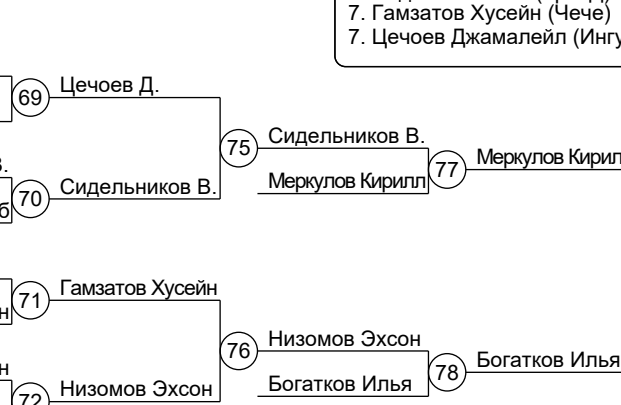 7. Гамзатов Хусейн (Чече)
7. Цечоев Джамалейл (Ингу
69 Цечоев Д.
75 Сидельников В.
77 Меркулов Кирил
Меркулов Кирилл
70 Сидельников В.
71 Гамзатов Хусейн
76 Низомов Эхсон
78 Богатков Илья
Богатков Илья
72 Низомов Эхсон